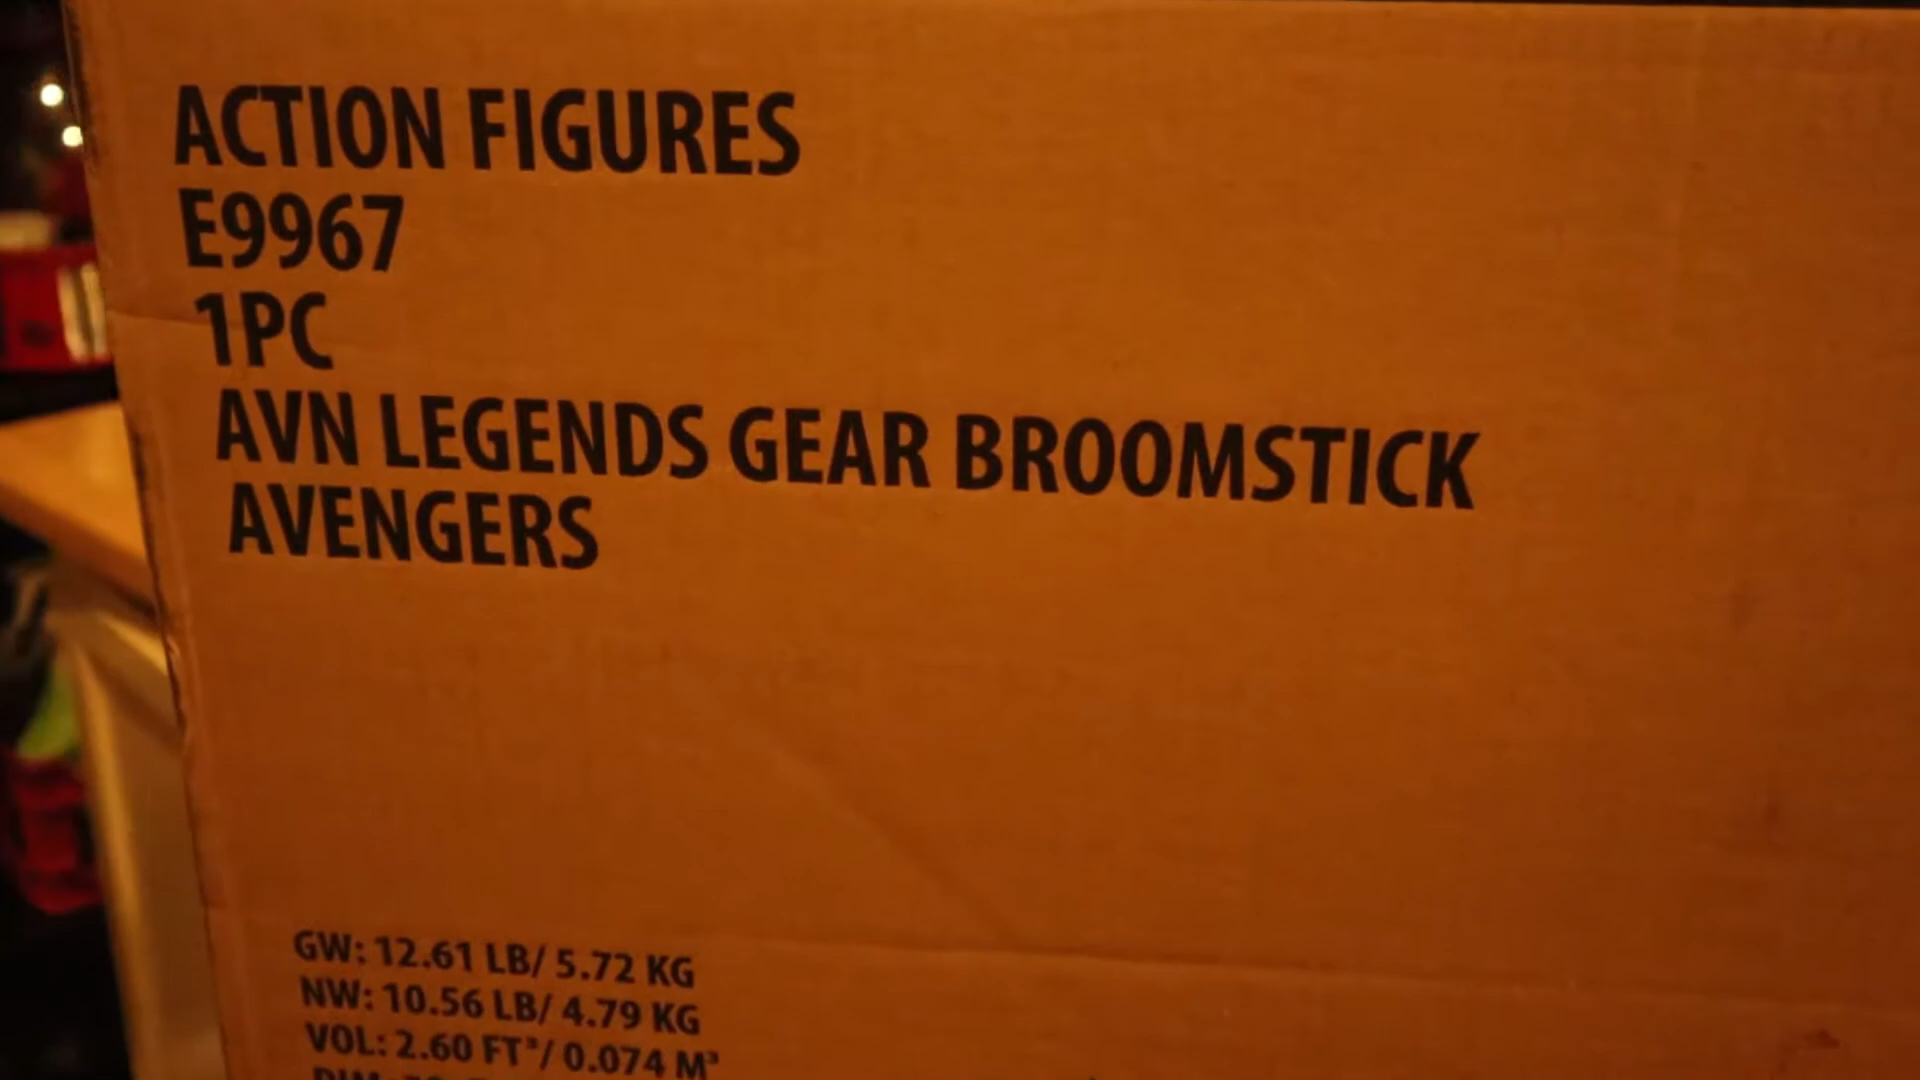 ACTION FIGURES
E9967
1PC
AVN LEGENDS GEAR BROOMSTICK
AVENGERS
GW: 12.61 LB/ 5.72 KG
NW: 10.56 LB/ 4.79 KG
VOL: 2.60 FT³/ 0.074 M³